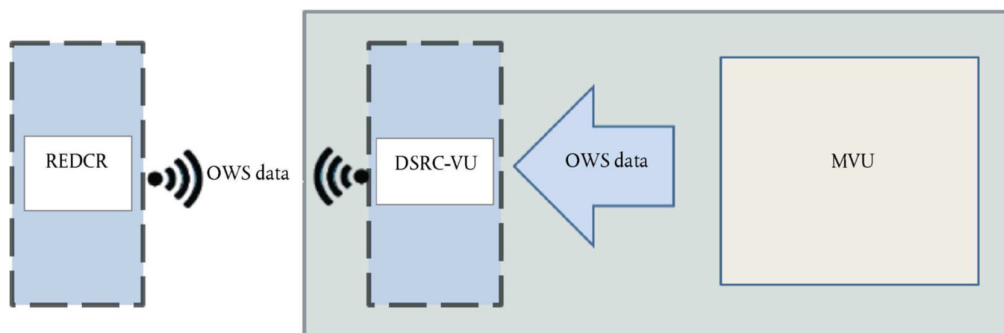 REDCR
OWS data
DSRC-VU
OWS data
MVU